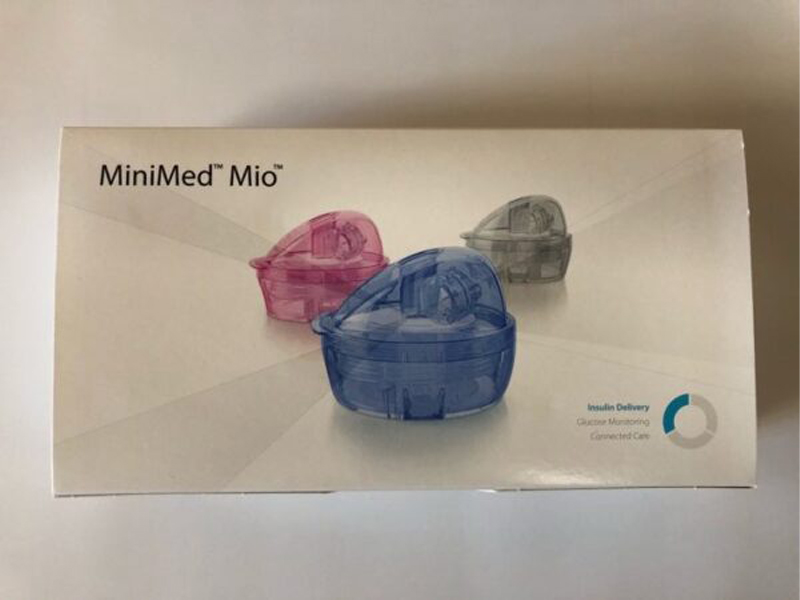 MiniMed™ Mio™
Insulin Delivery
Glucose Monitoring
Connected Care